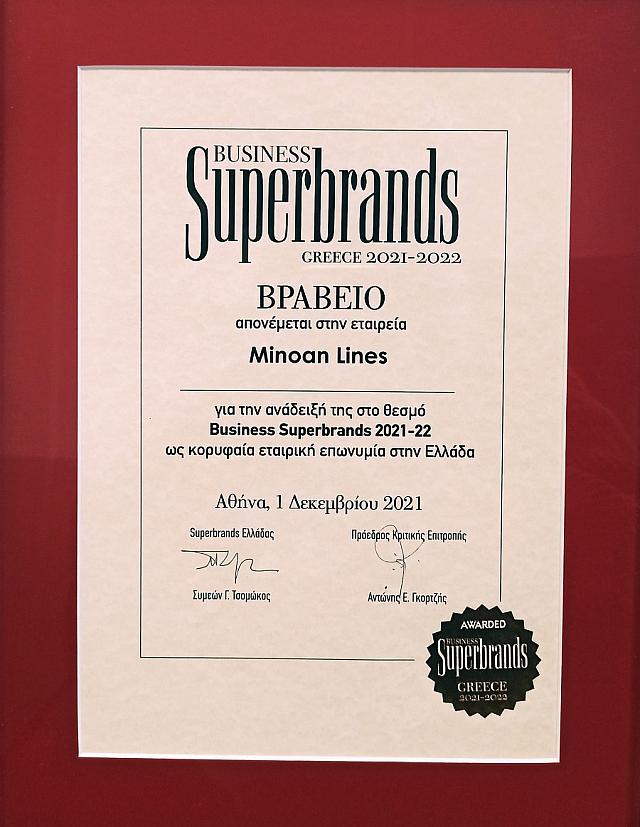 BUSINESS
Superbrands
GREECE 2021-2022
ΒΡΑΒΕΙΟ
απονέμεται στην εταιρεία
Minoan Lines
για την ανάδειξή της στο θεσμό
Business Superbrands 2021-22
ως κορυφαία εταιρική επωνυμία στην Ελλάδα
Αθήνα, 1 Δεκεμβρίου 2021
Superbrands Ελλάδας
Πρόεδρος Κριτικής Επιτροπής
Συμεών Γ. Τσομώκος
Αντώνης Ε. Γκορτζής
AWARDED
BUSINESS
Superbrands
GREECE
2021-2022